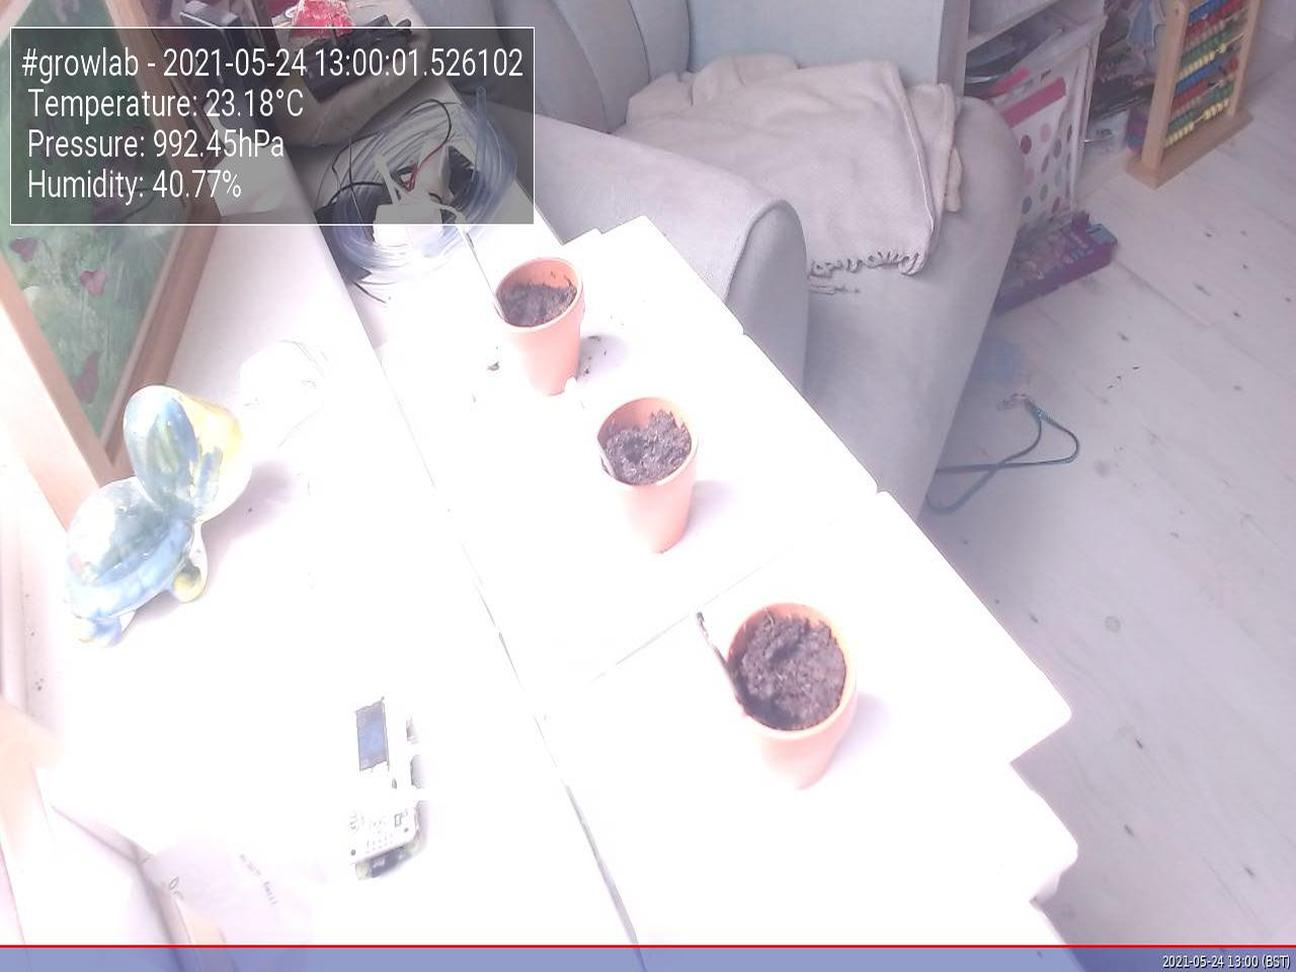 #growlab - 2021-05-24 13:00:01.526102
Temperature: 23.18°C
Pressure: 992.45hPa
Humidity: 40.77%
2021-05-24 13:00 (BST)